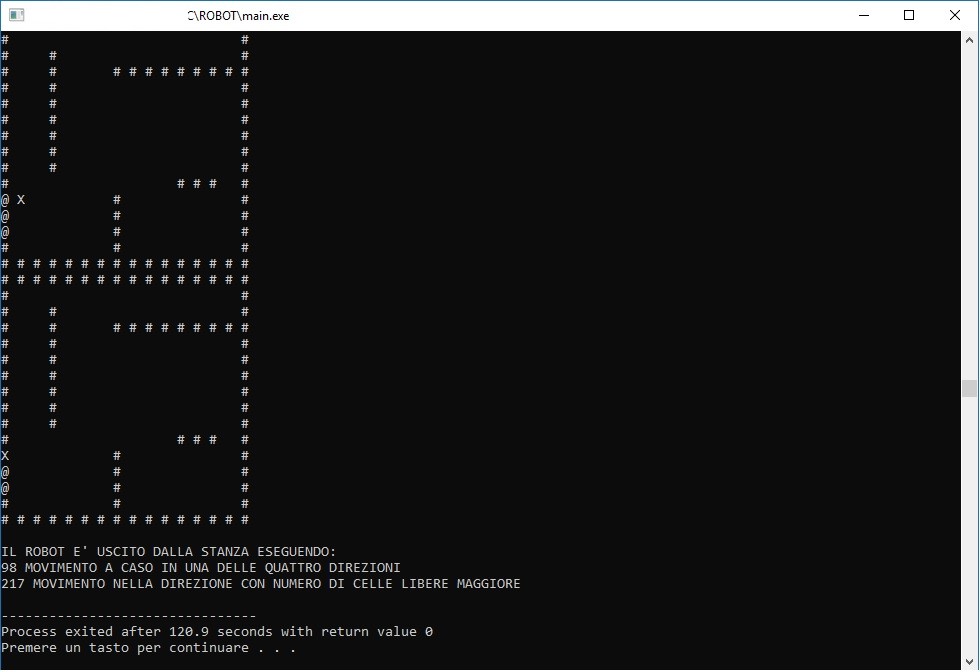 C\ROBOT\main.exe
#                             #
#     #                       #
#     #       # # # # # # # # #
#     #                       #
#     #                       #
#     #                       #
#     #                       #
#     #                       #
#     #                       #
#                     # # #   #
@ X           #               #
@             #               #
@             #               #
#             #               #
# # # # # # # # # # # # # # # #
# # # # # # # # # # # # # # # #
#                             #
#     #                       #
#     #       # # # # # # # # #
#     #                       #
#     #                       #
#     #                       #
#     #                       #
#     #                       #
#     #                       #
#                     # # #   #
X             #               #
@             #               #
@             #               #
#             #               #
# # # # # # # # # # # # # # # #
IL ROBOT E' USCITO DALLA STANZA ESEGUENDO:
98 MOVIMENTO A CASO IN UNA DELLE QUATTRO DIREZIONI
217 MOVIMENTO NELLA DIREZIONE CON NUMERO DI CELLE LIBERE MAGGIORE
--------------------------------
Process exited after 120.9 seconds with return value 0
Premere un tasto per continuare . . .